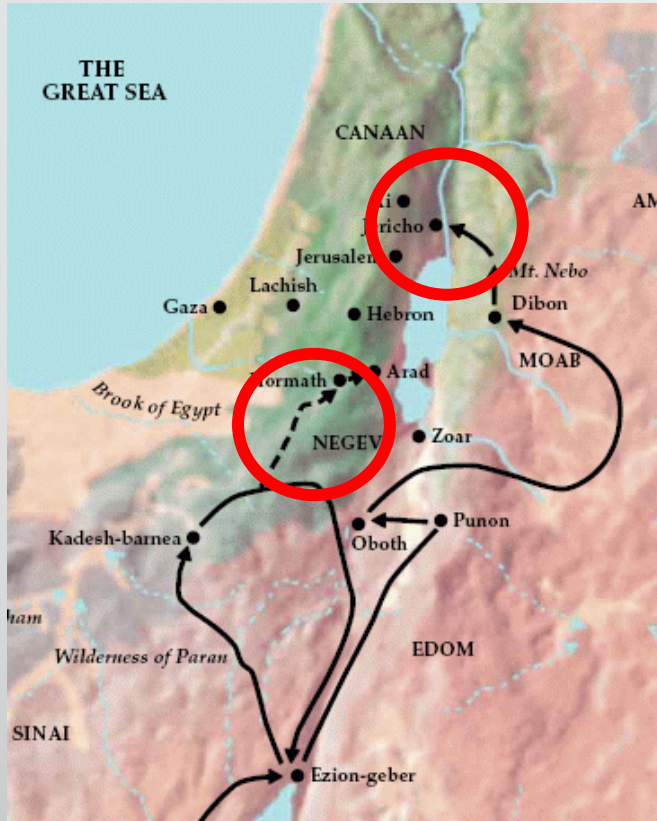 THE
GREAT SEA
CANAAN
Jericho
Jerusalem
Mt. Nebo
Lachish
Gaza
Hebron
Dibon
MOAB
Arad
Brook of Egypt
NEGEV
Zoar
Kadesh-barnea
Oboth
Punon
Wilderness of Paran
EDOM
SINAI
Ezion-geber